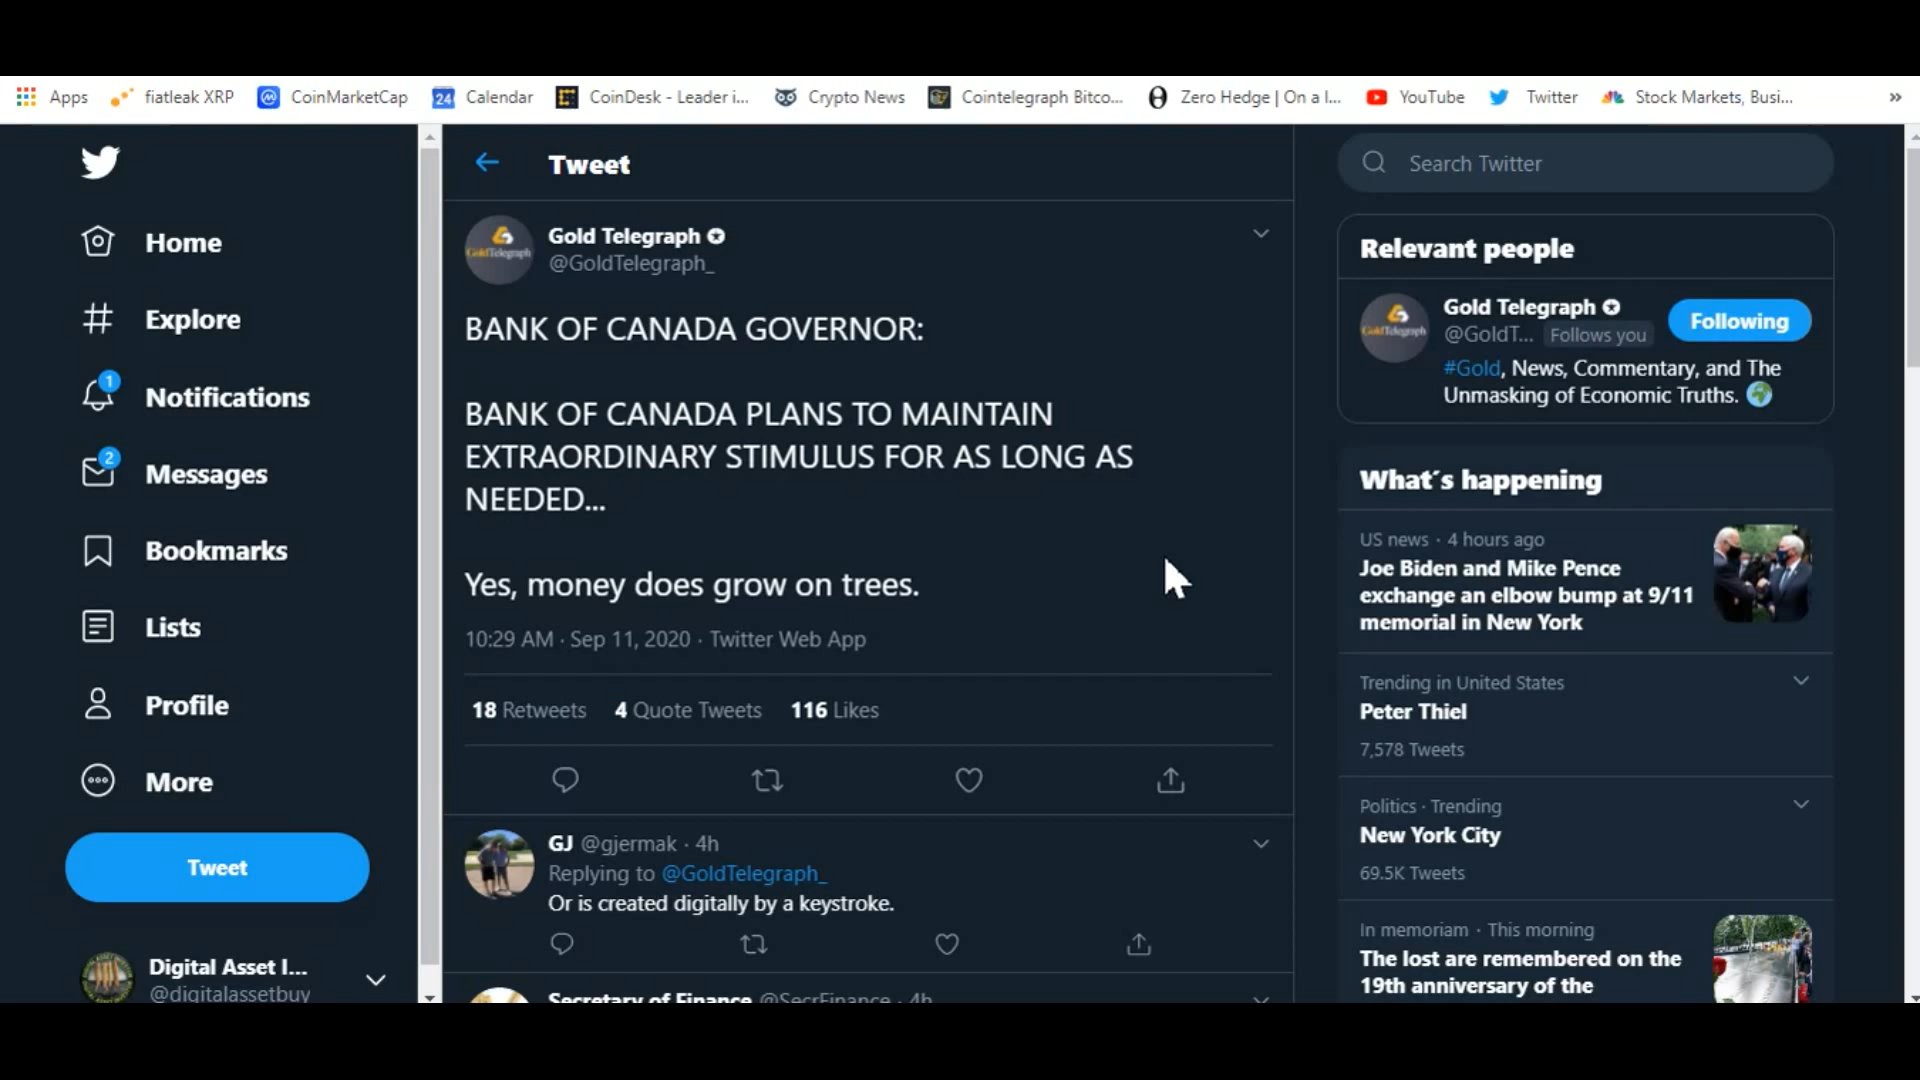 Apps fiatleak XRP CoinMarketCap 24 Calendar CoinDesk - Leader i... Crypto News Cointelegraph Bitco... Zero Hedge | On a l... YouTube Twitter Stock Markets, Busi... »
Home
Explore
1
Notifications
2
Messages
Bookmarks
Lists
Profile
More
Tweet
Digital Asset I...
@digitalassetbuy
Tweet
Gold Telegraph
@GoldTelegraph_
GoldTelegraph
BANK OF CANADA GOVERNOR:
BANK OF CANADA PLANS TO MAINTAIN
EXTRAORDINARY STIMULUS FOR AS LONG AS
NEEDED...
Yes, money does grow on trees.
10:29 AM · Sep 11, 2020 · Twitter Web App
18 Retweets 4 Quote Tweets 116 Likes
GJ @gjermak · 4h
Replying to @GoldTelegraph_
Or is created digitally by a keystroke.
Secretary of Finance @SecrFinance · 4h
Search Twitter
Relevant people
Gold Telegraph
@GoldT... Follows you
Following
GoldTelegraph
#Gold, News, Commentary, and The
Unmasking of Economic Truths.
What´s happening
US news · 4 hours ago
Joe Biden and Mike Pence
exchange an elbow bump at 9/11
memorial in New York
Trending in United States
Peter Thiel
7,578 Tweets
Politics · Trending
New York City
69.5K Tweets
In memoriam · This morning
The lost are remembered on the
19th anniversary of the